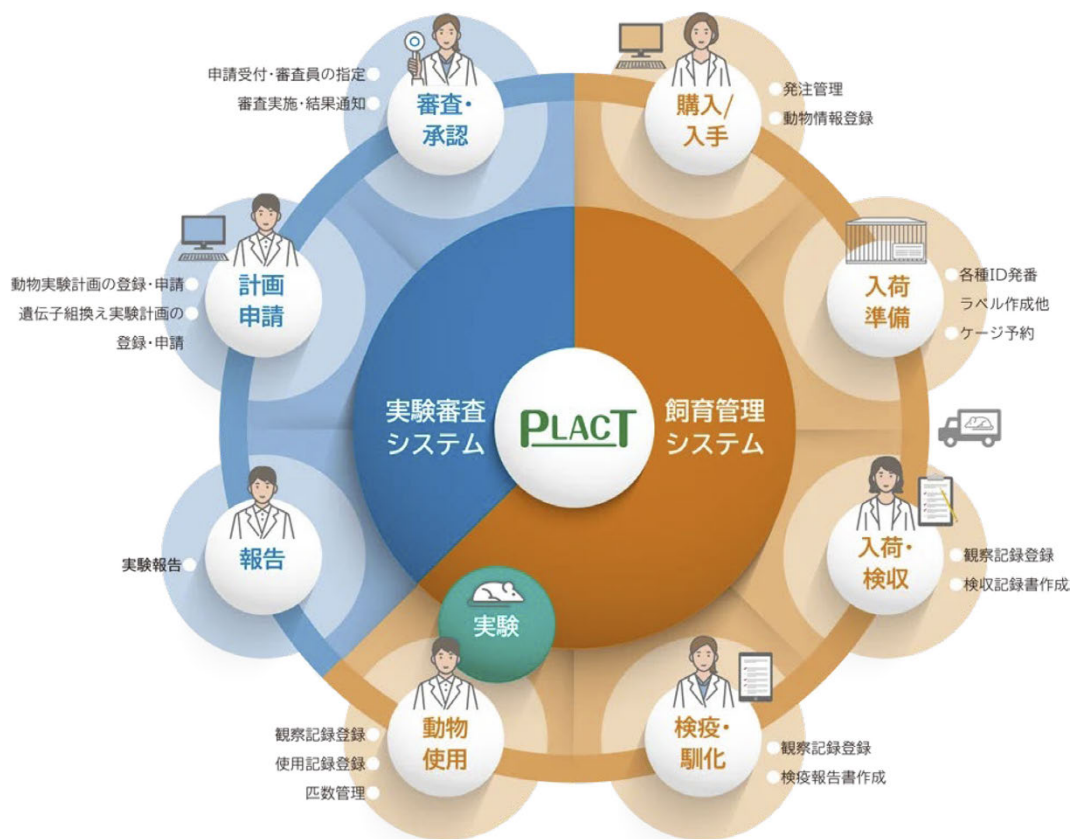 申請受付・審査員の指定
審査実施・結果通知
審査・
承認
購入/
入手
発注管理
動物情報登録
動物実験計画の登録・申請
遺伝子組換え実験計画の
登録・申請
計画
申請
入荷
準備
各種ID発番
ラベル作成他
ケージ予約
実験審査
システム
PLACT
飼育管理
システム
実験報告
報告
入荷・
検収
観察記録登録
検収記録書作成
実験
観察記録登録
使用記録登録
匹数管理
動物
使用
検疫・
馴化
観察記録登録
検疫報告書作成